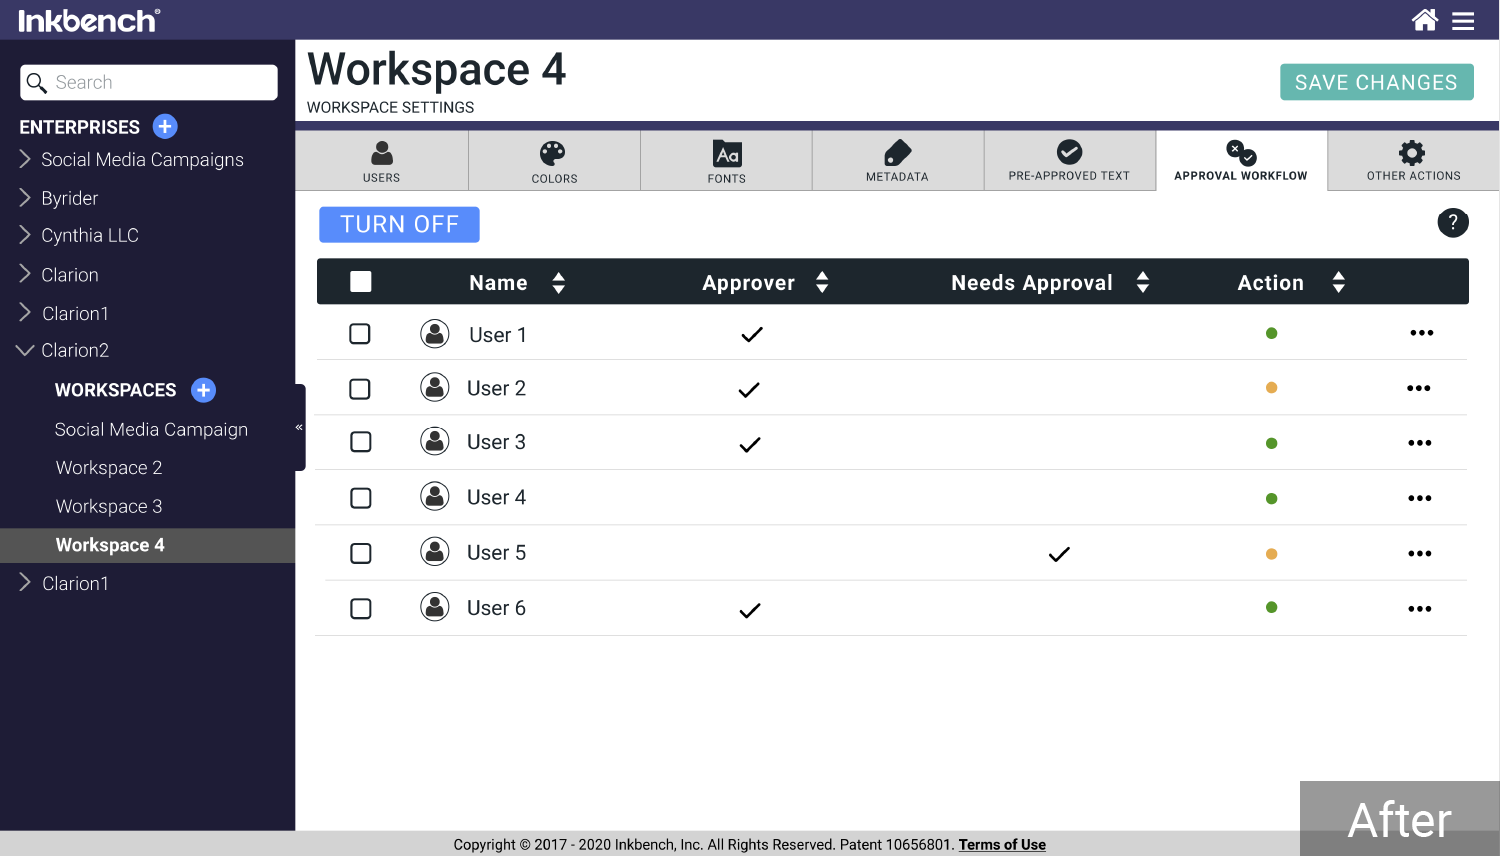 Inkbench®
Search
ENTERPRISES
Social Media Campaigns
Byrider
Cynthia LLC
Clarion
Clarion1
Clarion2
WORKSPACES
Social Media Campaign
Workspace 2
Workspace 3
Workspace 4
Clarion1
«
Workspace 4
WORKSPACE SETTINGS
SAVE CHANGES
USERS
COLORS
Aa
FONTS
METADATA
PRE-APPROVED TEXT
APPROVAL WORKFLOW
OTHER ACTIONS
TURN OFF
?
Name Approver Needs Approval Action
User 1
User 2
User 3
User 4
User 5
User 6
After
Copyright © 2017 - 2020 Inkbench, Inc. All Rights Reserved. Patent 10656801. Terms of Use